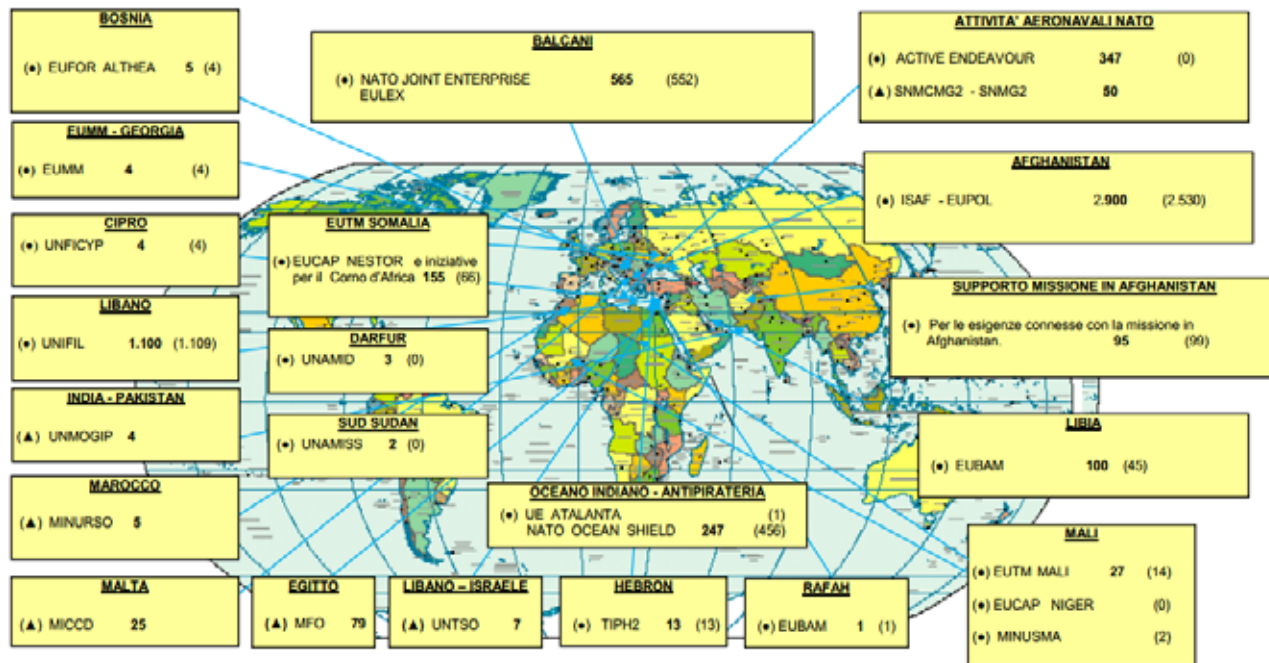 BOSNIA
(●) EUFOR ALTHEA 5 (4)
BALCANI
(●) NATO JOINT ENTERPRISE 565 (552)
EULEX
ATTIVITA' AERONAVALI NATO
(●) ACTIVE ENDEAVOUR 347 (0)
(▲) SNMCMG2 - SNMG2 50
EUMM - GEORGIA
(●) EUMM 4 (4)
AFGHANISTAN
(●) ISAF - EUPOL 2.900 (2.530)
CIPRO
(●) UNFICYP 4 (4)
EUTM SOMALIA
(●) EUCAP NESTOR e iniziative
per il Corno d'Africa 155 (66)
SUPPORTO MISSIONE IN AFGHANISTAN
(●) Per le esigenze connesse con la missione in
Afghanistan. 95 (99)
LIBANO
(●) UNIFIL 1.100 (1.109)
DARFUR
(●) UNAMID 3 (0)
INDIA - PAKISTAN
(▲) UNMOGIP 4
SUD SUDAN
(●) UNAMISS 2 (0)
LIBIA
(●) EUBAM 100 (45)
MAROCCO
(▲) MINURSO 5
OCEANO INDIANO - ANTIPIRATERIA
(●) UE ATALANTA (1)
NATO OCEAN SHIELD 247 (456)
MALI
(●) EUTM MALI 27 (14)
(●) EUCAP NIGER (0)
(●) MINUSMA (2)
MALTA
(▲) MICCD 25
EGITTO
(▲) MFO 79
LIBANO – ISRAELE
(▲) UNTSO 7
HEBRON
(●) TIPH2 13 (13)
RAFAH
(●) EUBAM 1 (1)